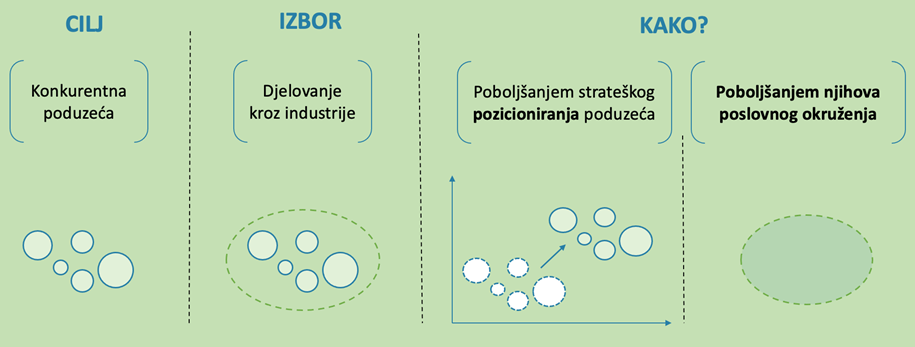 CILJ
IZBOR
KAKO?
Konkurentna
poduzeća
Djelovanje
kroz industrije
Poboljšanjem strateškog
pozicioniranja poduzeća
Poboljšanjem njihova
poslovnog okruženja